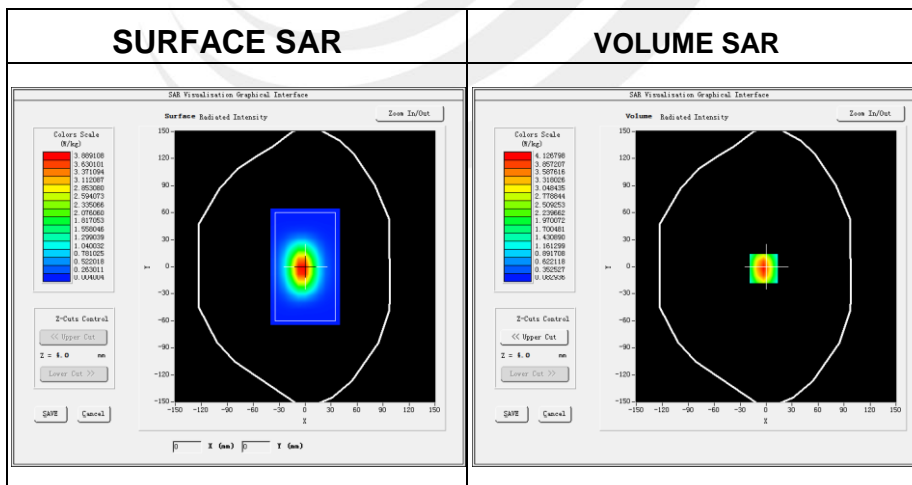 SURFACE SAR
VOLUME SAR
SAR Visualisation Graphical Interface
Surface Radiated Intensity
Zoom In/Out
Colors Scale
(W/kg)
3.889108
3.630101
3.371094
3.112087
2.853080
2.594073
2.335066
2.076060
1.817053
1.558046
1.299039
1.040032
0.781025
0.522018
0.263011
0.004004
150
120
90
60
30
0
-30
-60
-90
-120
-150
Y
-150 -120 -90 -60 -30 0 30 60 90 120 150
X
Z-Cuts Control
<< Upper Cut
Z = 4.0 mm
Lower Cut >>
SAVE Cancel
0 X (mm) 0 Y (mm)
SAR Visualisation Graphical Interface
Volume Radiated Intensity
Zoom In/Out
Colors Scale
(W/kg)
4.126798
3.857207
3.587616
3.318026
3.048435
2.778844
2.509253
2.239662
1.970072
1.700481
1.430890
1.161299
0.891708
0.622118
0.352527
0.082936
150
120
90
60
30
0
-30
-60
-90
-120
-150
Y
-150 -120 -90 -60 -30 0 30 60 90 120 150
X
Z-Cuts Control
<< Upper Cut
Z = 4.0 mm
Lower Cut >>
SAVE Cancel